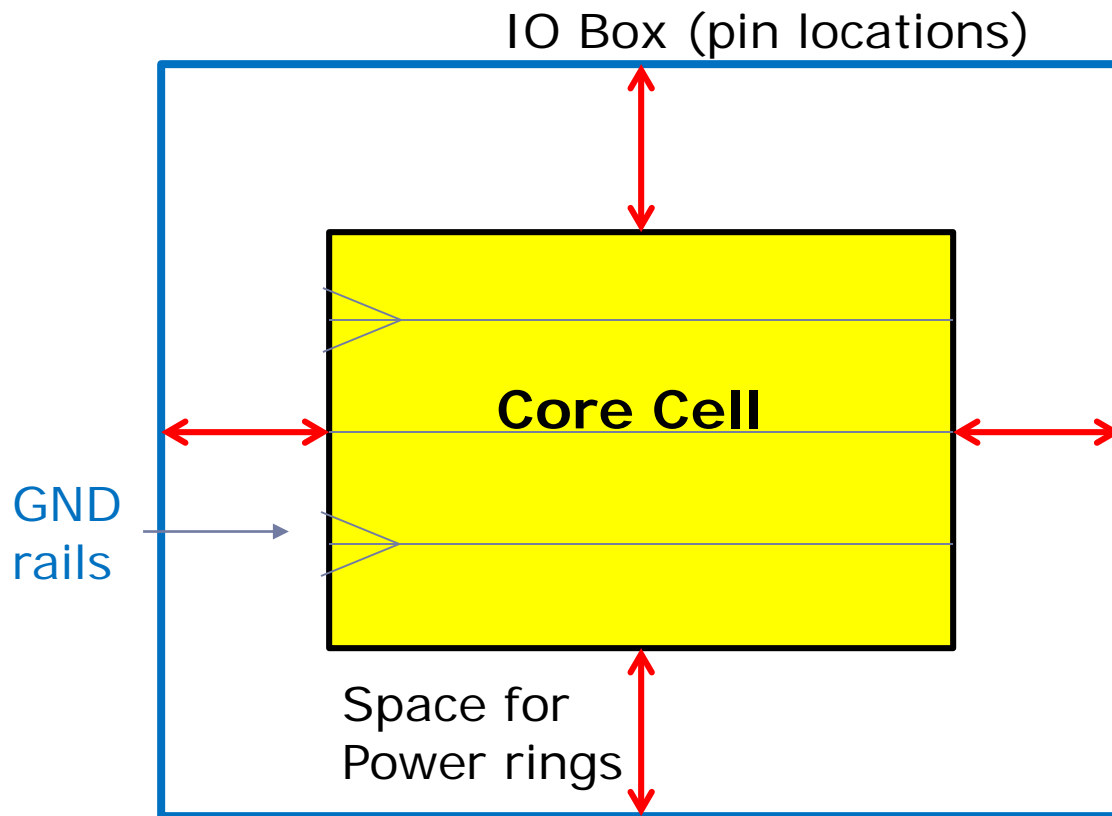 IO Box (pin locations)
Core Cell
GND
rails
Space for
Power rings